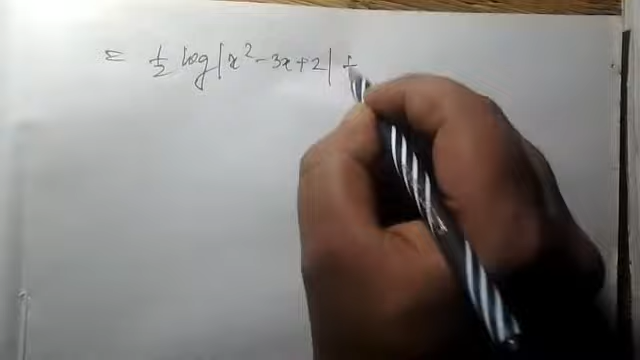 = 1/2 log|x² - 3x + 2| +